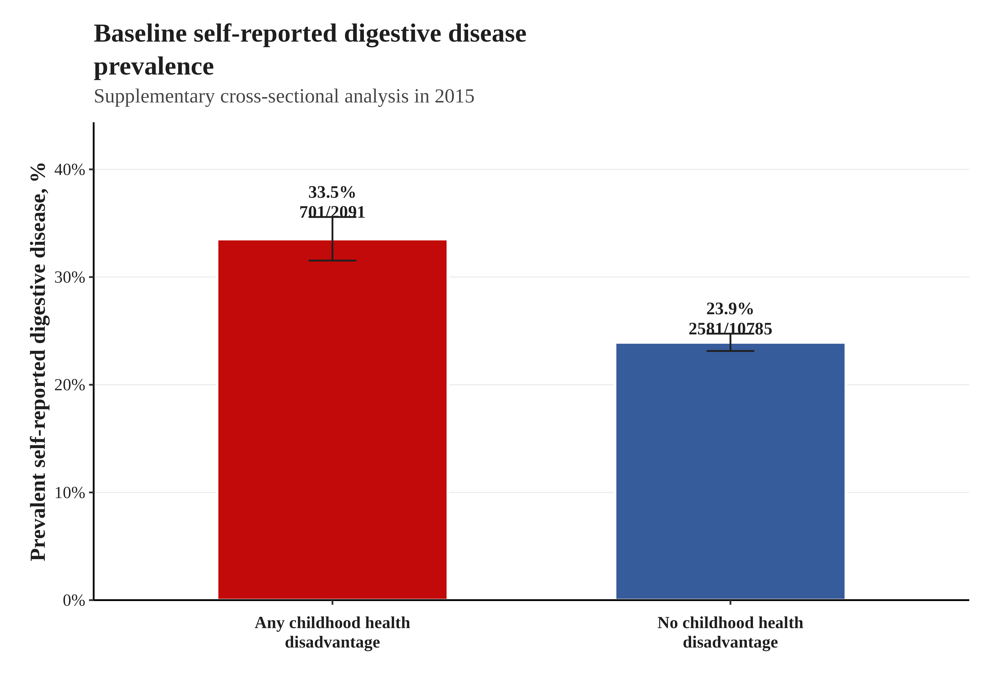 Baseline self-reported digestive disease
prevalence
Supplementary cross-sectional analysis in 2015
Prevalent self-reported digestive disease, %
40%
30%
20%
10%
0%
33.5%
701/2091
23.9%
2581/10785
Any childhood health
disadvantage
No childhood health
disadvantage